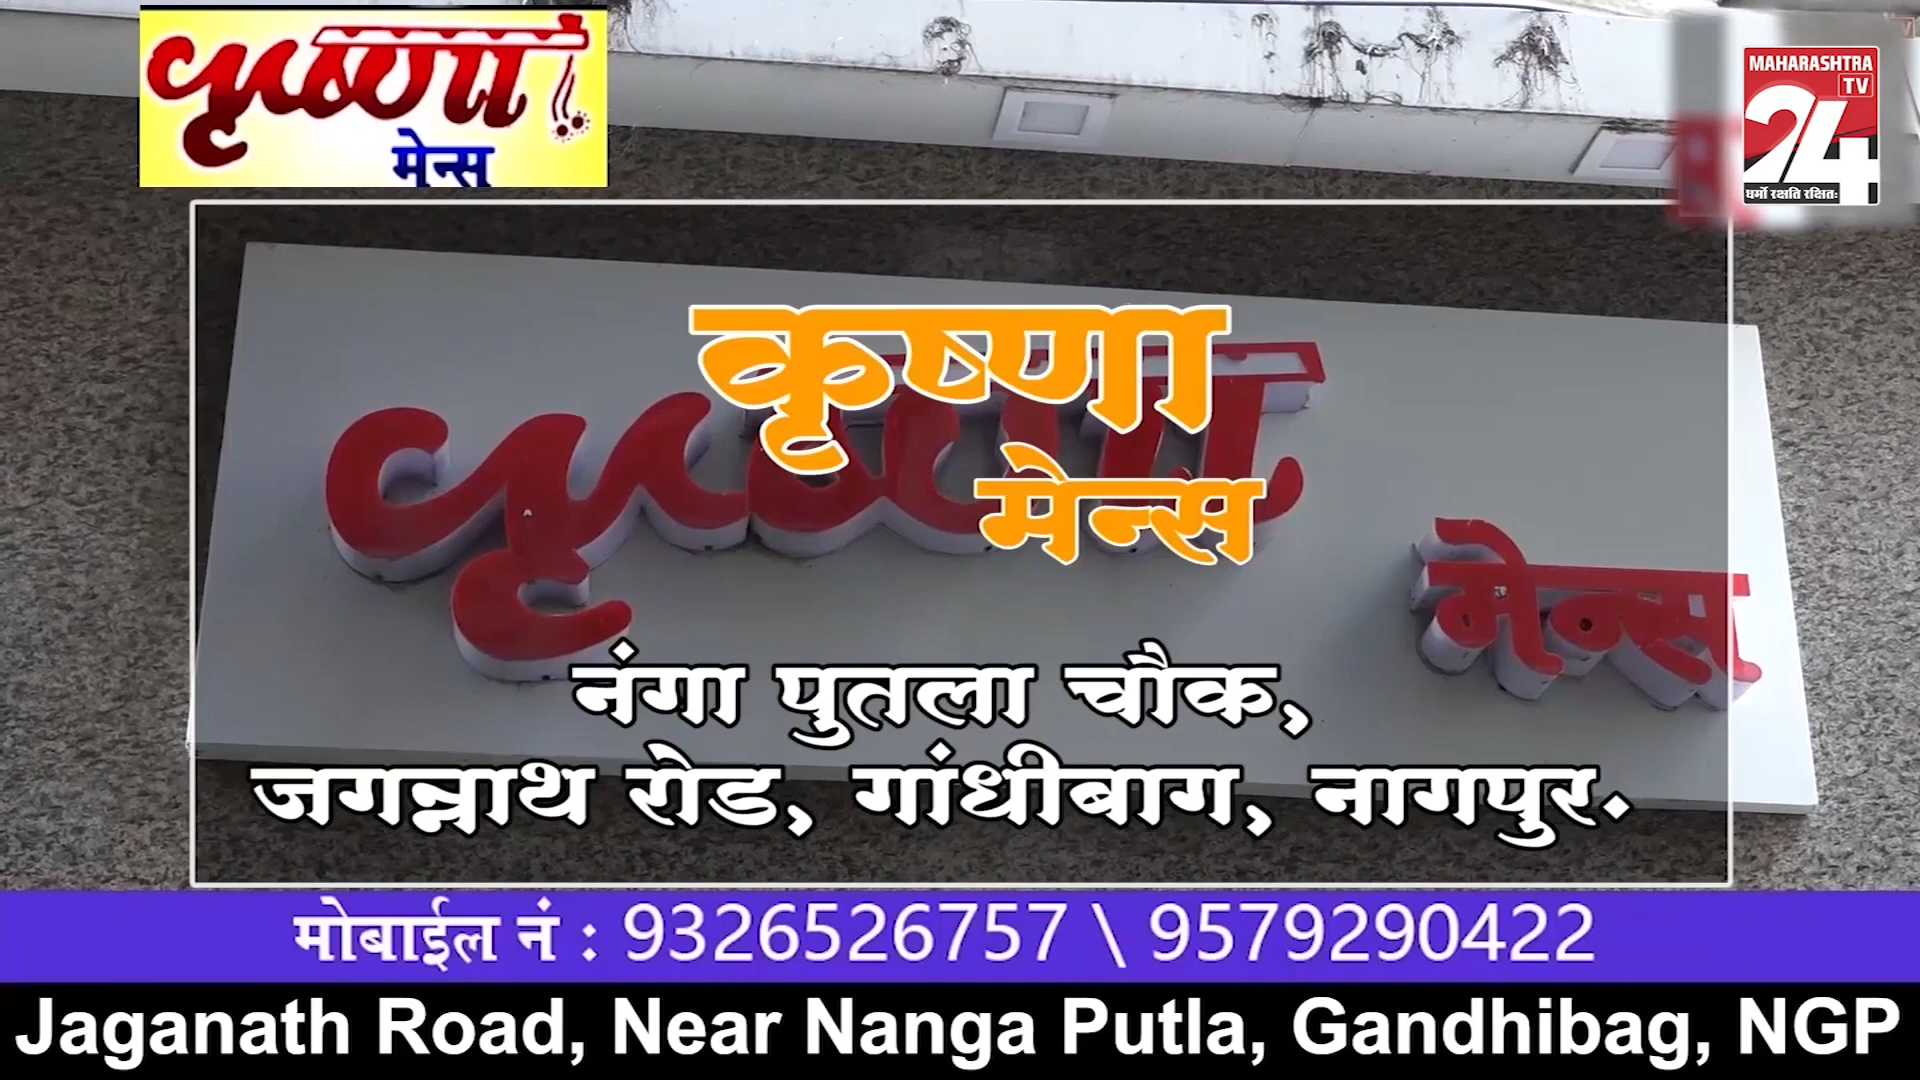 कृष्णा
मेन्स
MAHARASHTRA
TV
24
धर्मो रक्षति रक्षितः
कृष्णा
मेन्स
कृष्णा
मेन्स
नंगा पुतला चौक,
जगन्नाथ रोड, गांधीबाग, नागपुर.
मोबाईल नं : 9326526757 \ 9579290422
Jaganath Road, Near Nanga Putla, Gandhibag, NGP